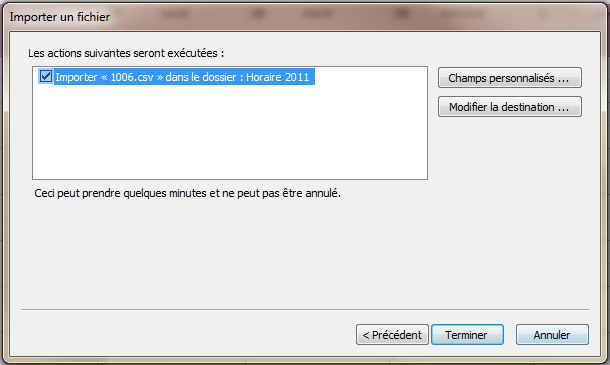 Importer un fichier
Les actions suivantes seront exécutées :
Importer « 1006.csv » dans le dossier : Horaire 2011
Champs personnalisés ...
Modifier la destination ...
Ceci peut prendre quelques minutes et ne peut pas être annulé.
< Précédent
Terminer
Annuler